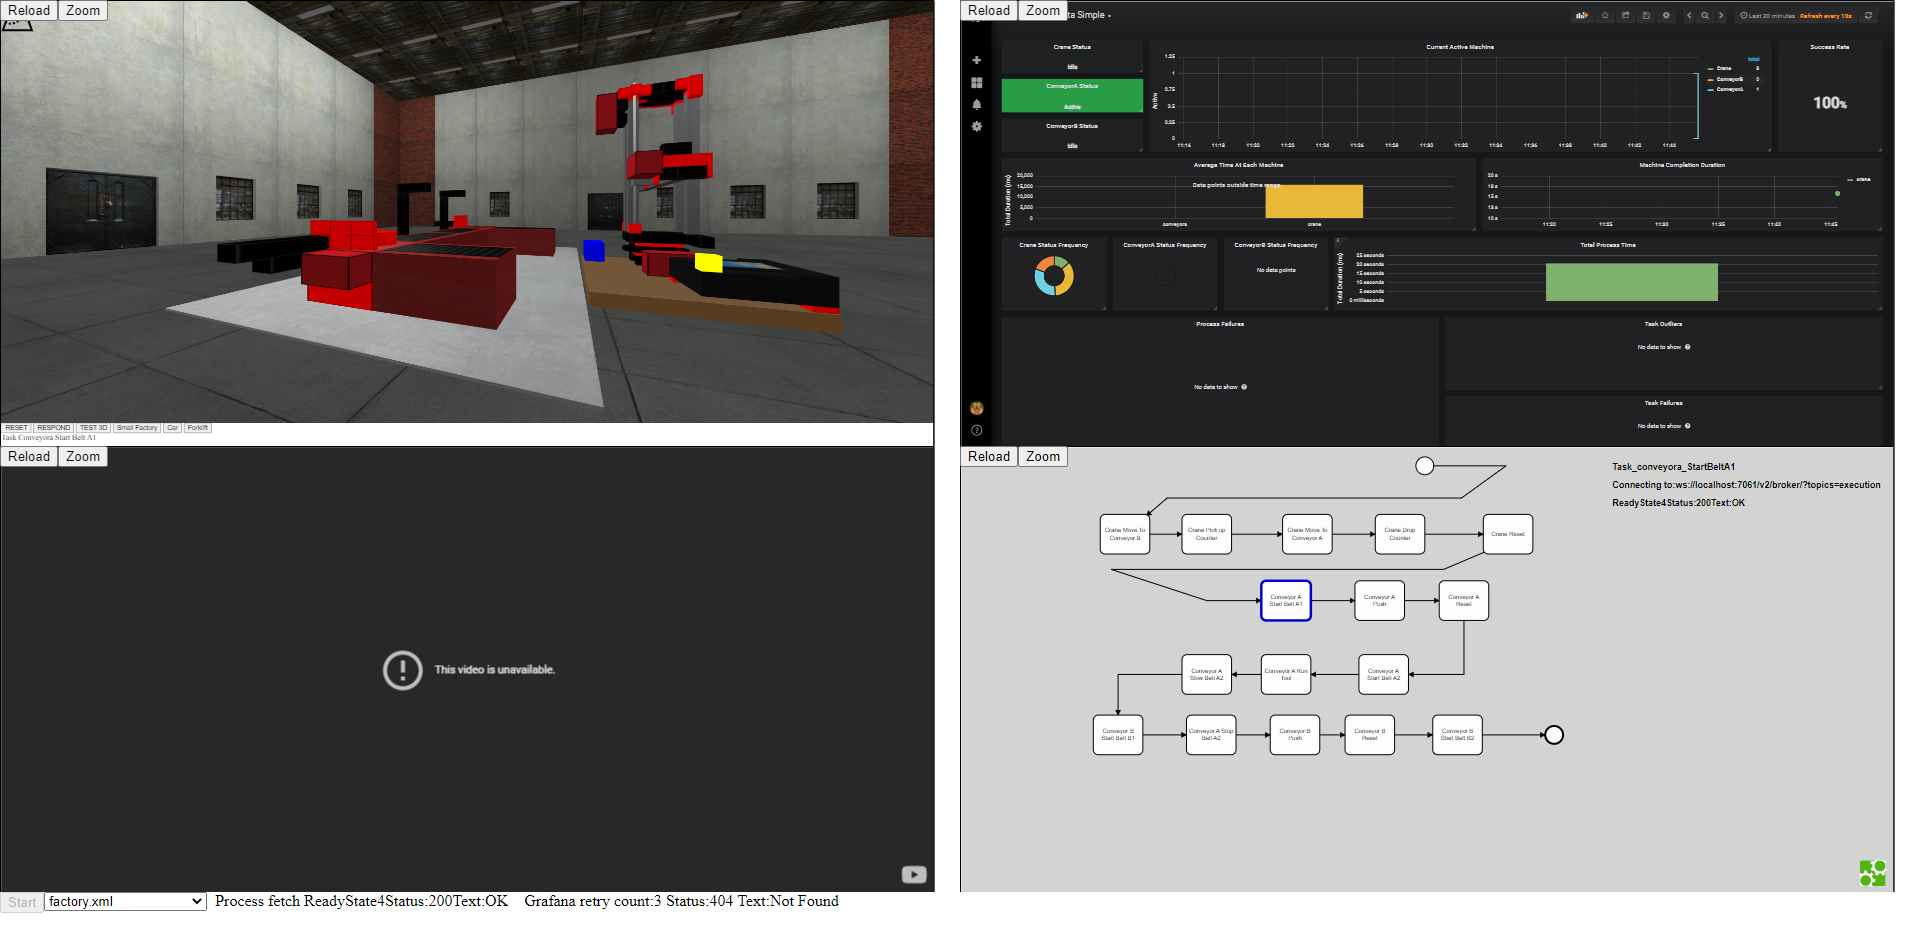 Reload Zoom
RESET RESPOND TEST 3D Small Factory Car Forklift
Task Conveyora Start Belt A1
Reload Zoom
This video is unavailable.
Start factory.xml Process fetch ReadyState4Status:200Text:OK Grafana retry count:3 Status:404 Text:Not Found
Reload Zoom ta Simple
Last 30 minutes Refresh every 10s
Crane Status
Idle
ConveyorA Status
Active
ConveyorB Status
Idle
Current Active Machine
Active
1.25
1
0.75
0.5
0.25
0
11:16 11:18 11:20 11:22 11:24 11:26 11:28 11:30 11:32 11:34 11:36 11:38 11:40 11:42 11:44
total
Crane 8
ConveyorB 0
ConveyorA 1
Success Rate
100%
Average Time At Each Machine
Total Duration (ms)
20,000
15,000
10,000
5,000
0
Data points outside time range
conveyora crane
Machine Completion Duration
20 s
18 s
15 s
13 s
10 s
11:20 11:25 11:30 11:35 11:40 11:45
crane
Crane Status Frequency
ConveyorA Status Frequency
ConveyorB Status Frequency
No data points
Total Process Time
Total Duration (ms)
25 seconds
20 seconds
15 seconds
10 seconds
5 seconds
0 milliseconds
Process Failures
No data to show
Task Outliers
No data to show
Task Failures
No data to show
Reload Zoom
Task_conveyora_StartBeltA1
Connecting to:ws://localhost:7061/v2/broker/?topics=execution
ReadyState4Status:200Text:OK
Crane Move To
Conveyor B
Crane Pick up
Counter
Crane Move To
Conveyor A
Crane Drop
Counter
Crane Reset
Conveyor A
Start Belt A1
Conveyor A
Push
Conveyor A
Reset
Conveyor A
Slow Belt A2
Conveyor A Run
Tool
Conveyor A
Start Belt A2
Conveyor B
Start Belt B1
Conveyor A Stop
Belt A2
Conveyor B
Push
Conveyor B
Reset
Conveyor B
Start Belt B2